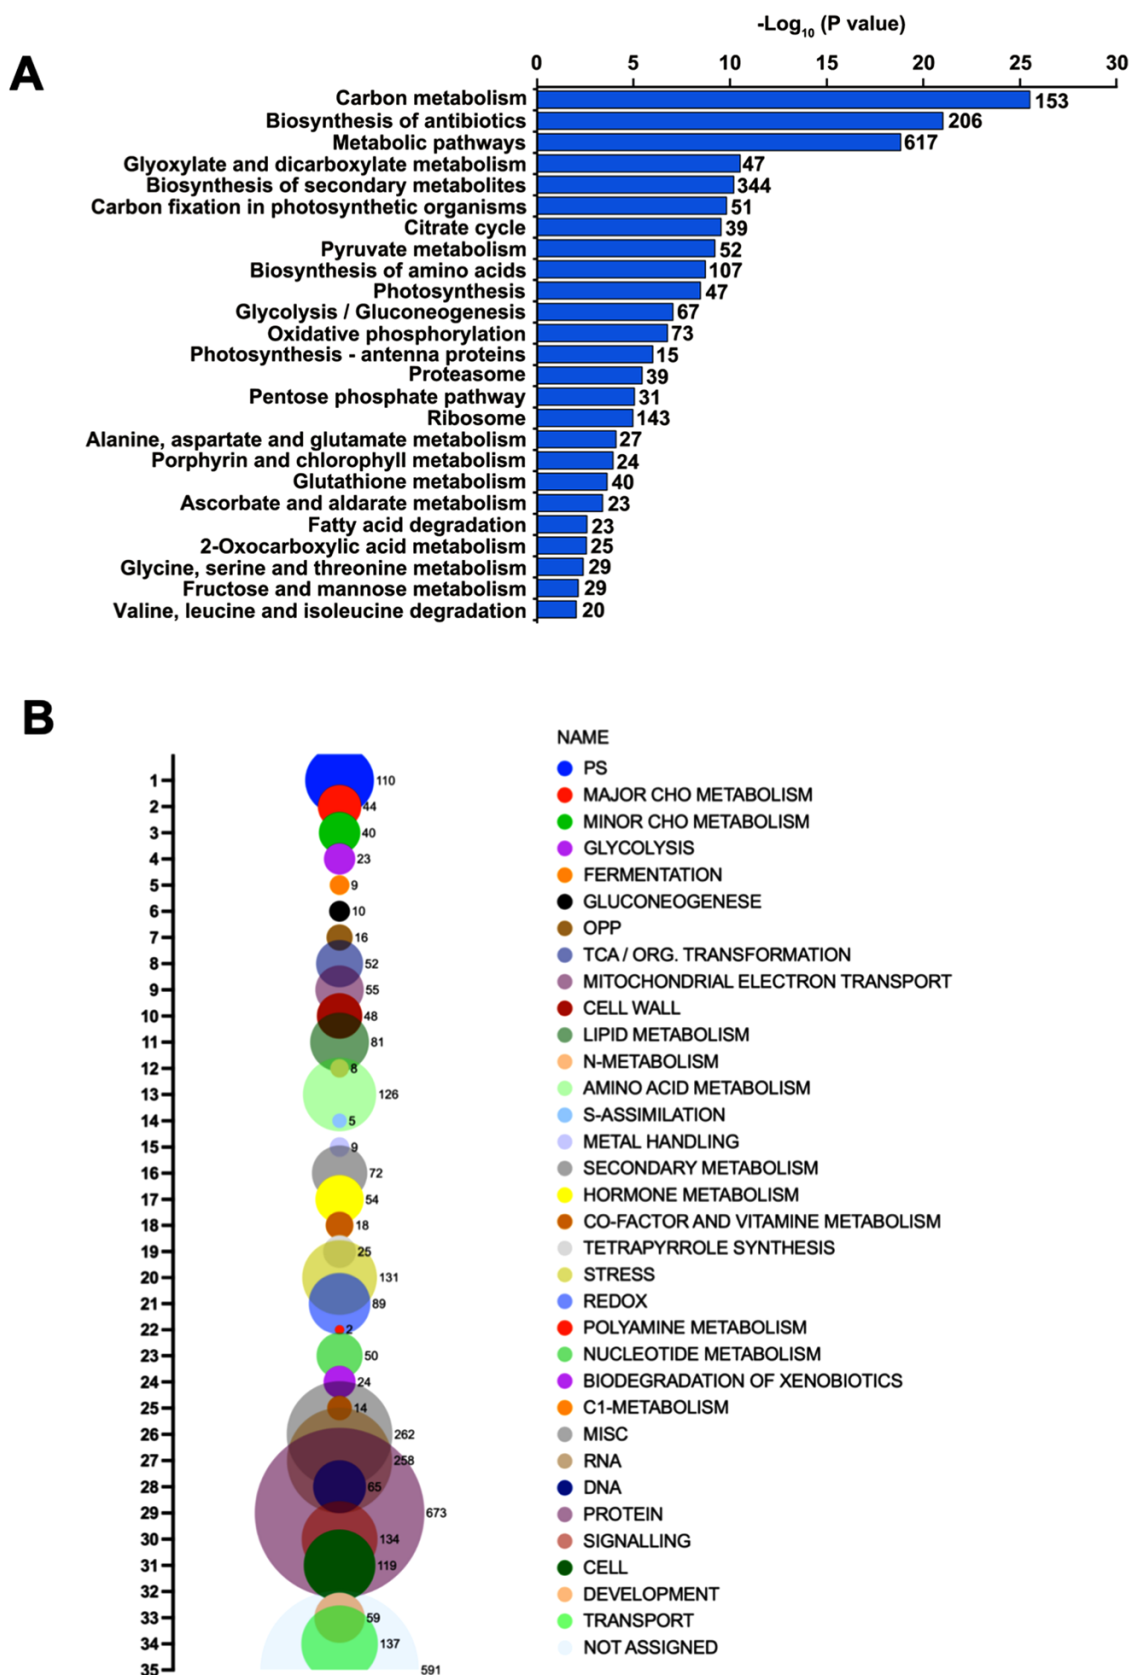 -Log10 (P value)
A
0 5 10 15 20 25 30
Carbon metabolism 153
Biosynthesis of antibiotics 206
Metabolic pathways 617
Glyoxylate and dicarboxylate metabolism 47
Biosynthesis of secondary metabolites 344
Carbon fixation in photosynthetic organisms 51
Citrate cycle 39
Pyruvate metabolism 52
Biosynthesis of amino acids 107
Photosynthesis 47
Glycolysis / Gluconeogenesis 67
Oxidative phosphorylation 73
Photosynthesis - antenna proteins 15
Proteasome 39
Pentose phosphate pathway 31
Ribosome 143
Alanine, aspartate and glutamate metabolism 27
Porphyrin and chlorophyll metabolism 24
Glutathione metabolism 40
Ascorbate and aldarate metabolism 23
Fatty acid degradation 23
2-Oxocarboxylic acid metabolism 25
Glycine, serine and threonine metabolism 29
Fructose and mannose metabolism 29
Valine, leucine and isoleucine degradation 20
B
1 110
2 44
3 40
4 23
5 9
6 10
7 16
8 52
9 55
10 48
11 81
12 8
13 126
14 5
15 9
16 72
17 54
18 18
19 25
20 131
21 89
22 2
23 50
24 24
25 14
26 262
27 258
28 65
29 673
30 134
31 119
32
33 59
34 137
35 591
NAME
PS
MAJOR CHO METABOLISM
MINOR CHO METABOLISM
GLYCOLYSIS
FERMENTATION
GLUCONEOGENESE
OPP
TCA / ORG. TRANSFORMATION
MITOCHONDRIAL ELECTRON TRANSPORT
CELL WALL
LIPID METABOLISM
N-METABOLISM
AMINO ACID METABOLISM
S-ASSIMILATION
METAL HANDLING
SECONDARY METABOLISM
HORMONE METABOLISM
CO-FACTOR AND VITAMINE METABOLISM
TETRAPYRROLE SYNTHESIS
STRESS
REDOX
POLYAMINE METABOLISM
NUCLEOTIDE METABOLISM
BIODEGRADATION OF XENOBIOTICS
C1-METABOLISM
MISC
RNA
DNA
PROTEIN
SIGNALLING
CELL
DEVELOPMENT
TRANSPORT
NOT ASSIGNED